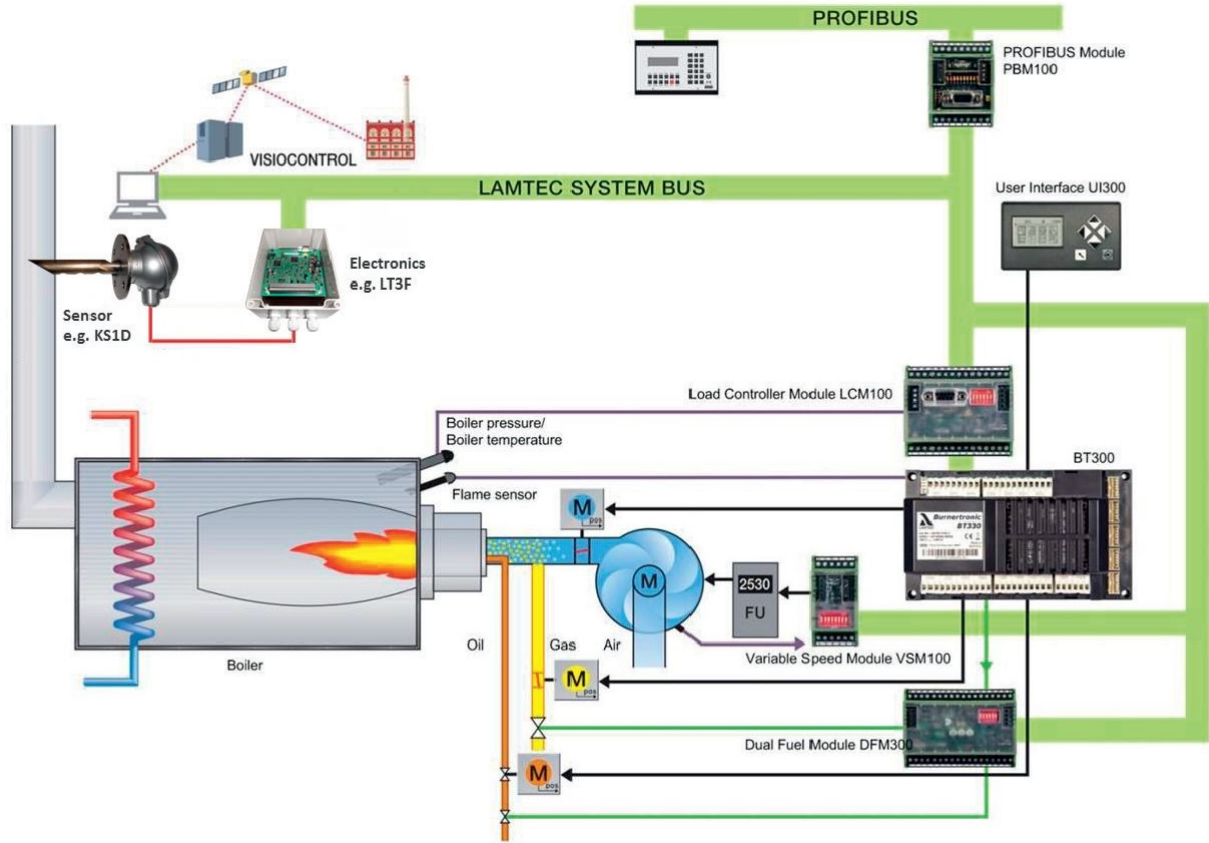 PROFIBUS
PROFIBUS Module
PBM100
VISIOCONTROL
LAMTEC SYSTEM BUS
User Interface UI300
Electronics
e.g. LT3F
Sensor
e.g. KS1D
Load Controller Module LCM100
Boiler pressure/
Boiler temperature
BT300
Flame sensor
M
pos
Burnertronic
BT330
M
2530
FU
Oil
Gas
Air
Boiler
Variable Speed Module VSM100
M
pos
Dual Fuel Module DFM300
M
pos